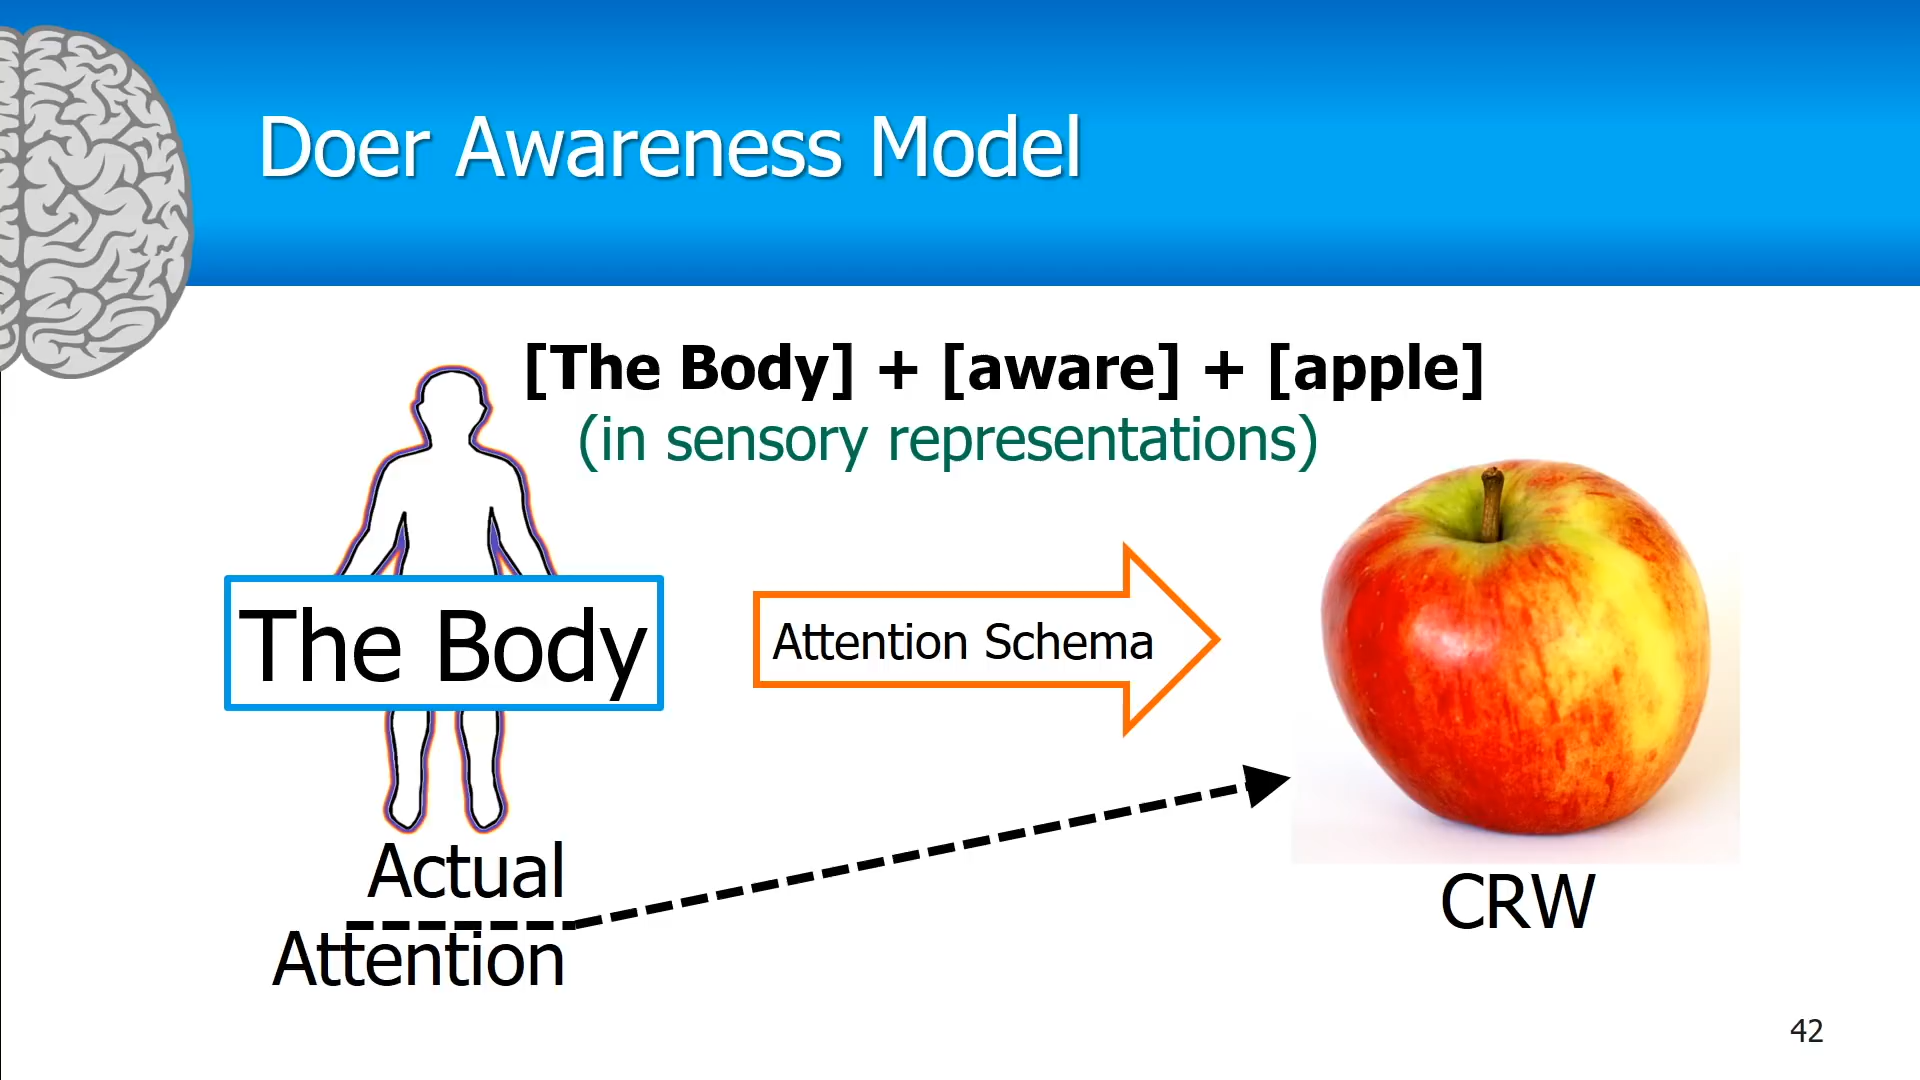 Doer Awareness Model
[The Body] + [aware] + [apple]
(in sensory representations)
The Body
Attention Schema
Actual
Attention
CRW
42